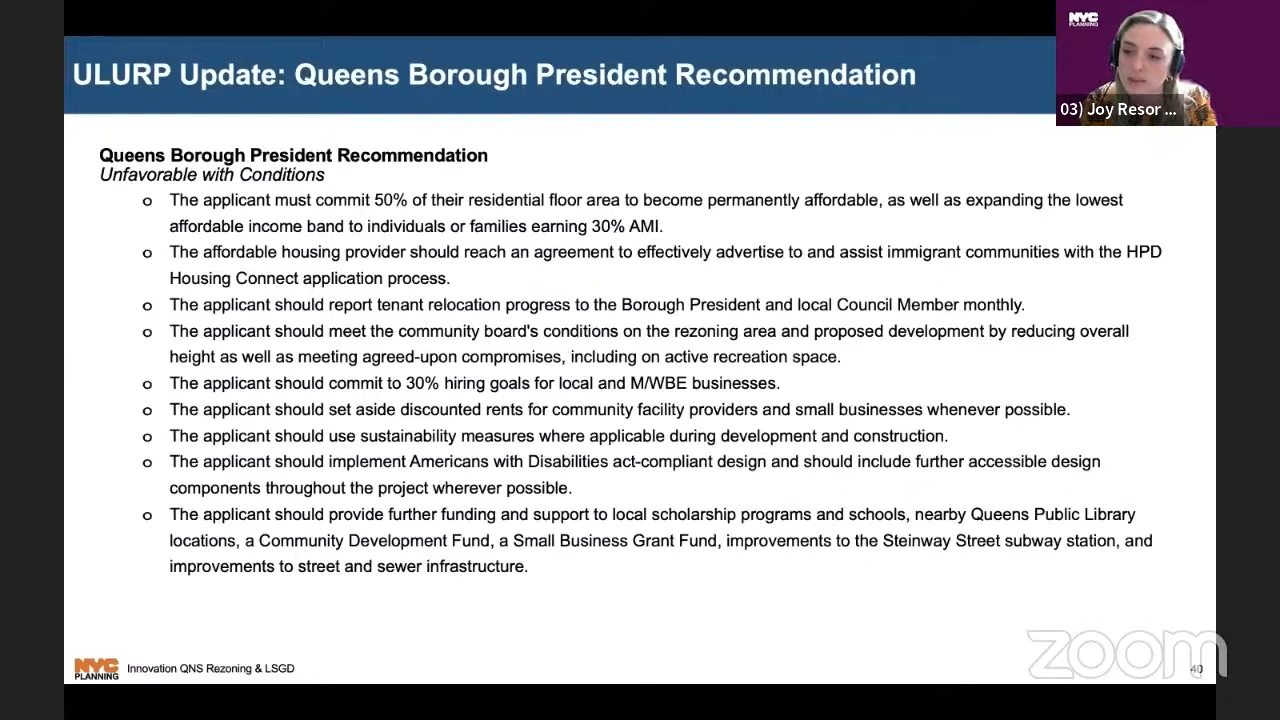 NYC
PLANNING
03) Joy Resor ...
ULURP Update: Queens Borough President Recommendation
Queens Borough President Recommendation
Unfavorable with Conditions
o The applicant must commit 50% of their residential floor area to become permanently affordable, as well as expanding the lowest
affordable income band to individuals or families earning 30% AMI.
o The affordable housing provider should reach an agreement to effectively advertise to and assist immigrant communities with the HPD
Housing Connect application process.
o The applicant should report tenant relocation progress to the Borough President and local Council Member monthly.
o The applicant should meet the community board's conditions on the rezoning area and proposed development by reducing overall
height as well as meeting agreed-upon compromises, including on active recreation space.
o The applicant should commit to 30% hiring goals for local and M/WBE businesses.
o The applicant should set aside discounted rents for community facility providers and small businesses whenever possible.
o The applicant should use sustainability measures where applicable during development and construction.
o The applicant should implement Americans with Disabilities act-compliant design and should include further accessible design
components throughout the project wherever possible.
o The applicant should provide further funding and support to local scholarship programs and schools, nearby Queens Public Library
locations, a Community Development Fund, a Small Business Grant Fund, improvements to the Steinway Street subway station, and
improvements to street and sewer infrastructure.
NYC
PLANNING
Innovation QNS Rezoning & LSGD
zoom
40